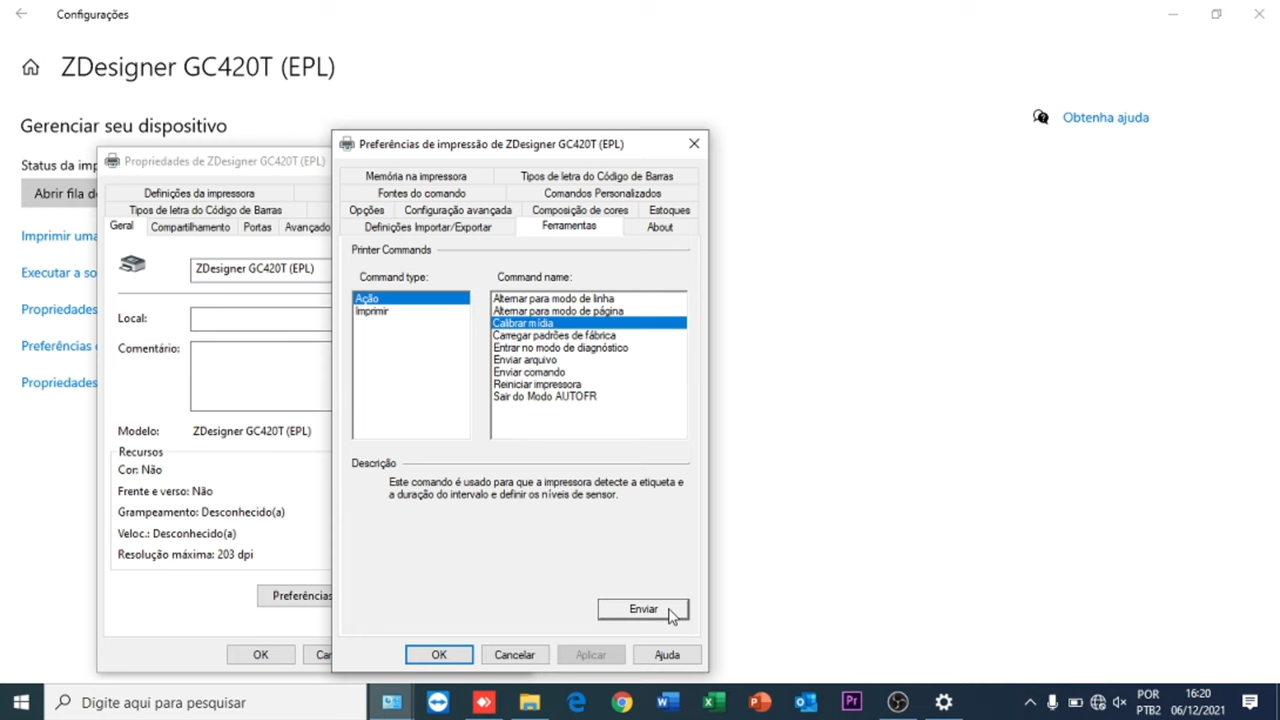 Configurações
ZDesigner GC420T (EPL)
Gerenciar seu dispositivo
Obtenha ajuda
Status da imp
Abrir fila d
Imprimir uma
Executar a so
Propriedades
Preferências
Propriedades
Propriedades de ZDesigner GC420T (EPL)
Definições da impressora
Tipos de letra do Código de Barras
Geral Compartilhamento Portas Avançado
ZDesigner GC420T (EPL)
Local:
Comentário:
Modelo: ZDesigner GC420T (EPL)
Recursos
Cor: Não
Frente e verso: Não
Grampeamento: Desconhecido(a)
Veloc.: Desconhecido(a)
Resolução máxima: 203 dpi
Preferências
OK Can
Preferências de impressão de ZDesigner GC420T (EPL)
Memória na impressora Tipos de letra do Código de Barras
Fontes do comando Comandos Personalizados
Opções Configuração avançada Composição de cores Estoques
Definições Importar/Exportar Ferramentas About
Printer Commands
Command type: Command name:
Ação
Imprimir
Alternar para modo de linha
Alternar para modo de página
Calibrar mídia
Carregar padrões de fábrica
Entrar no modo de diagnóstico
Enviar arquivo
Enviar comando
Reiniciar impressora
Sair do Modo AUTOFR
Descrição
Este comando é usado para que a impressora detecte a etiqueta e
a duração do intervalo e definir os níveis de sensor.
Enviar
OK Cancelar Aplicar Ajuda
Digite aqui para pesquisar
POR
PTB2
16:20
06/12/2021